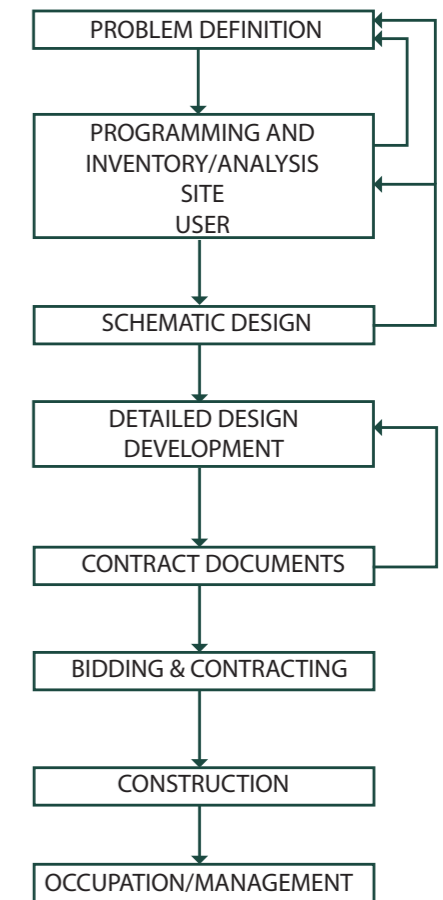 PROBLEM DEFINITION
PROGRAMMING AND
INVENTORY/ANALYSIS
SITE
USER
SCHEMATIC DESIGN
DETAILED DESIGN
DEVELOPMENT
CONTRACT DOCUMENTS
BIDDING & CONTRACTING
CONSTRUCTION
OCCUPATION/MANAGEMENT